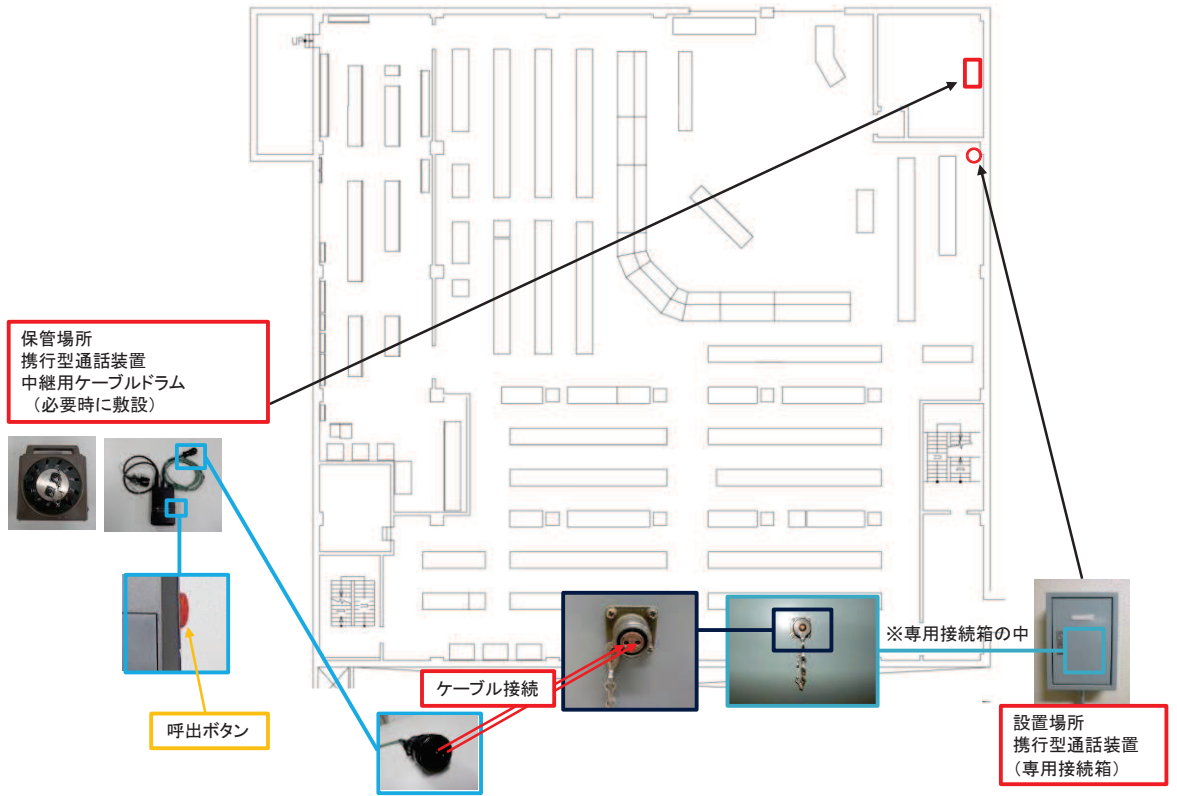 UP
保管場所
携行型通話装置
中継用ケーブルドラム
（必要時に敷設）
※専用接続箱の中
ケーブル接続
呼出ボタン
設置場所
携行型通話装置
（専用接続箱）